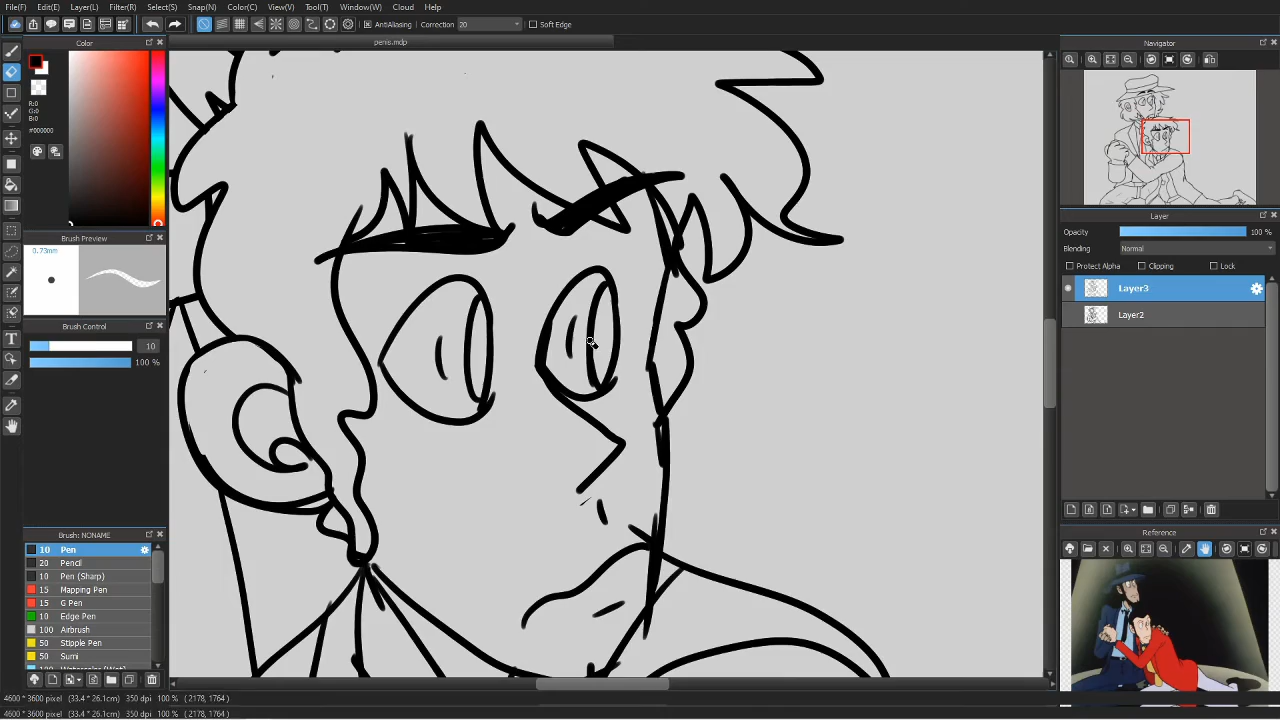 File(F) Edit(E) Layer(L) Filter(R) Select(S) Snap(N) Color(C) View(V) Tool(T) Window(W) Cloud Help
AntiAliasing Correction 20 Soft Edge
Color
penis.mdp
Navigator
R:0
G:0
B:0
#000000
Layer
Opacity 100 %
Brush Preview
Blending Normal
0.73mm
Protect Alpha Clipping Lock
Layer3
Layer2
Brush Control
10
100 %
Brush: NONAME
Reference
10 Pen
20 Pencil
10 Pen (Sharp)
15 Mapping Pen
15 G Pen
10 Edge Pen
100 Airbrush
50 Stipple Pen
50 Sumi
100 Watercolor (Wet)
4600 * 3600 pixel (33.4 * 26.1cm) 350 dpi 100 % ( 2178, 1764 )
4600 * 3600 pixel (33.4 * 26.1cm) 350 dpi 100 % ( 2178, 1764 )